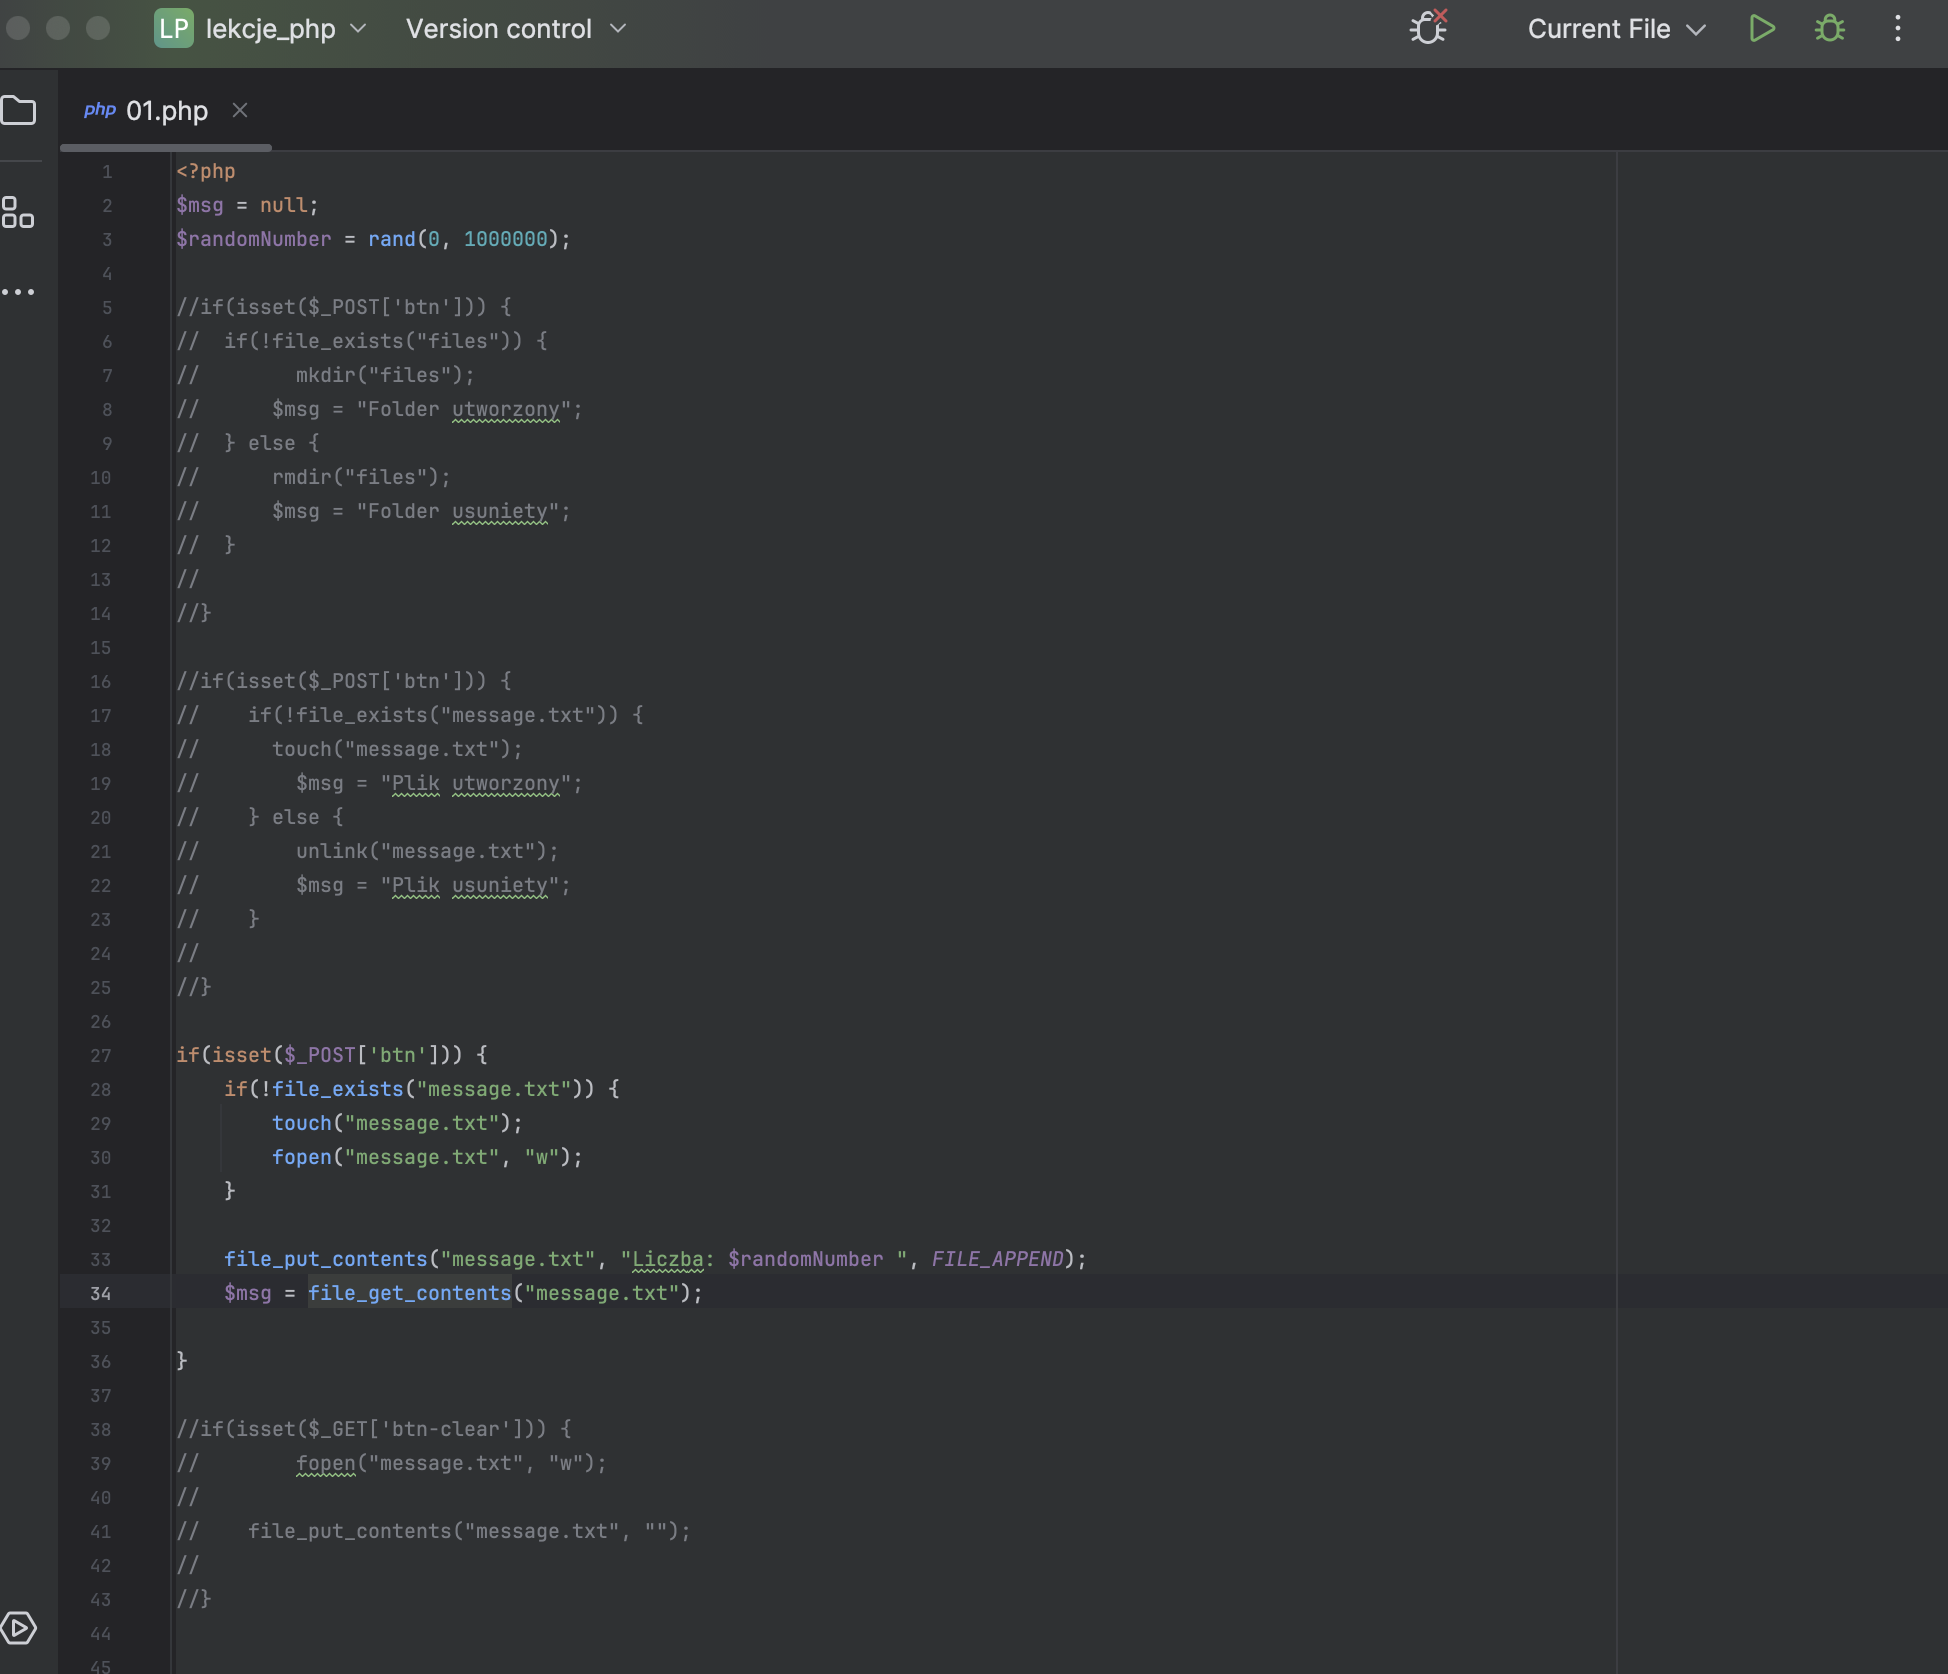 LP lekcje_php Version control Current File
php 01.php
1 <?php
2 $msg = null;
3 $randomNumber = rand(0, 1000000);
4
5 //if(isset($_POST['btn'])) {
6 //  if(!file_exists("files")) {
7 //        mkdir("files");
8 //      $msg = "Folder utworzony";
9 //  } else {
10 //      rmdir("files");
11 //      $msg = "Folder usuniety";
12 //  }
13 //
14 //}
15
16 //if(isset($_POST['btn'])) {
17 //    if(!file_exists("message.txt")) {
18 //      touch("message.txt");
19 //        $msg = "Plik utworzony";
20 //    } else {
21 //        unlink("message.txt");
22 //        $msg = "Plik usuniety";
23 //    }
24 //
25 //}
26
27 if(isset($_POST['btn'])) {
28     if(!file_exists("message.txt")) {
29         touch("message.txt");
30         fopen("message.txt", "w");
31     }
32
33     file_put_contents("message.txt", "Liczba: $randomNumber ", FILE_APPEND);
34     $msg = file_get_contents("message.txt");
35
36 }
37
38 //if(isset($_GET['btn-clear'])) {
39 //        fopen("message.txt", "w");
40 //
41 //    file_put_contents("message.txt", "");
42 //
43 //}
44
45